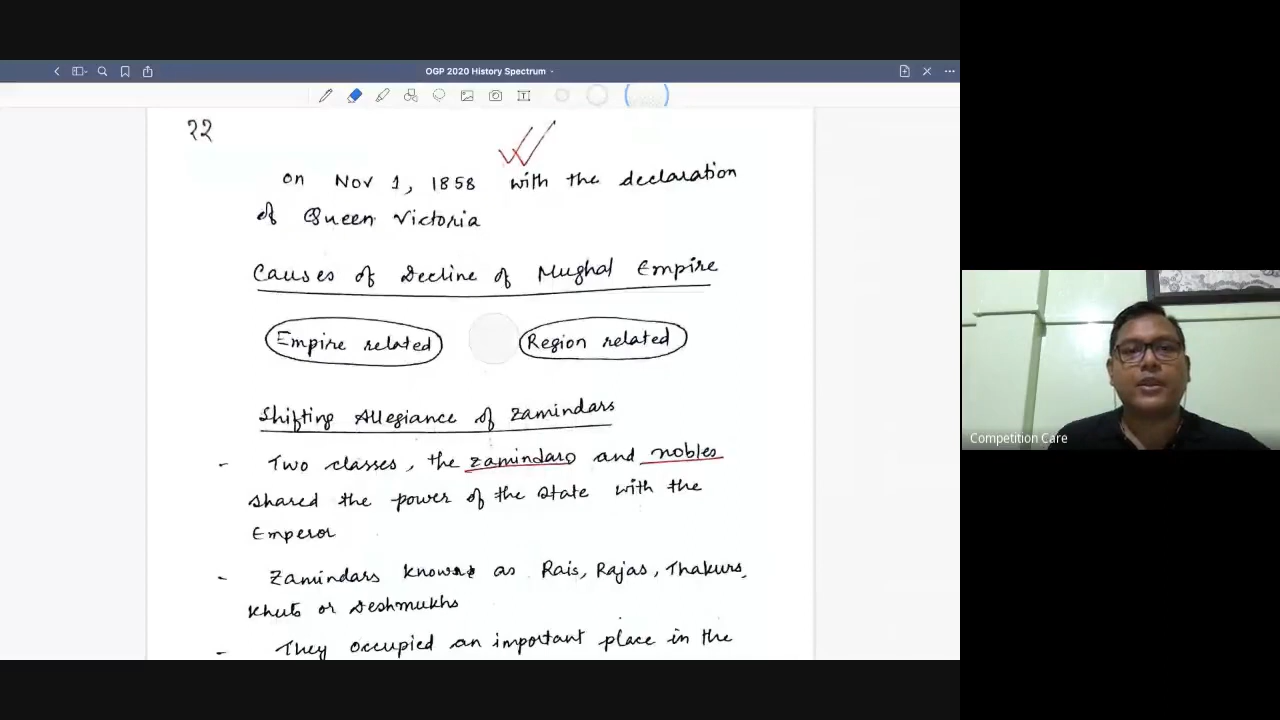 OGP 2020 History Spectrum
22
on Nov 1, 1858 with the declaration
of Queen Victoria
Causes of Decline of Mughal Empire
Empire related Region related
Shifting Allegiance of Zamindars
- Two classes, the zamindars and nobles
shared the power of the state with the
Emperor
- Zamindars known as Rais, Rajas, Thakurs,
Khuts or Deshmukhs
- They occupied an important place in the
Competition Care